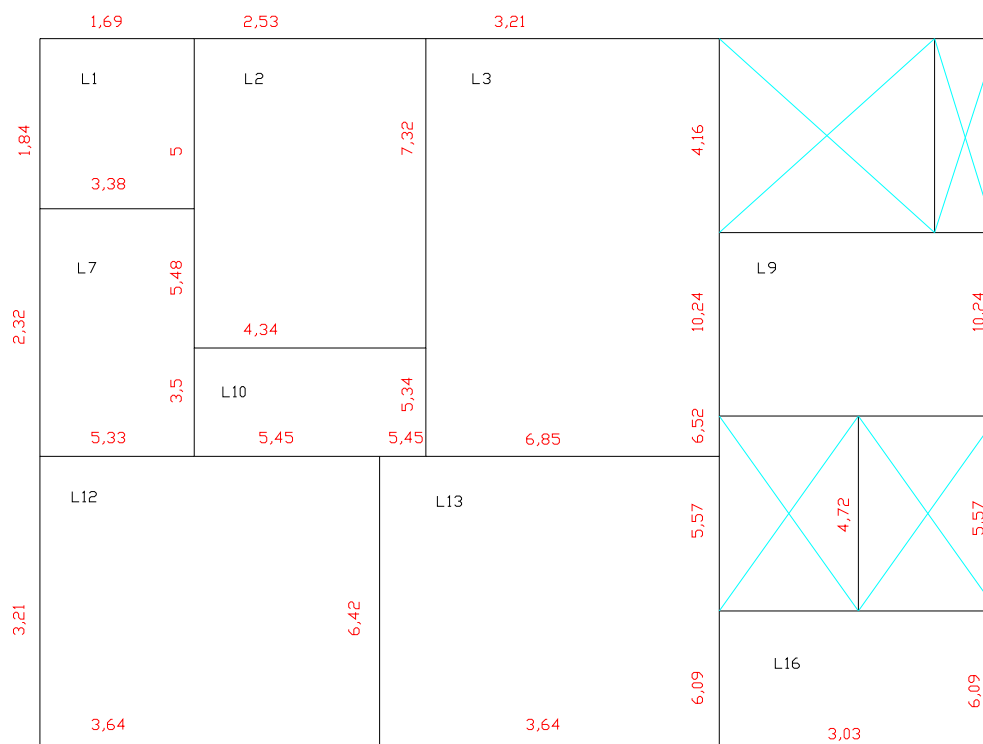 1,69 2,53 3,21
L1 L2 L3
1,84 5 7,32 4,16
3,38
L7 L9
5,48
2,32 10,24 10,24
4,34
3,5 L10 5,34
6,52
5,33 5,45 5,45 6,85
L12 L13
5,57 4,72 5,57
3,21 6,42
L16
6,09 6,09
3,64 3,64 3,03